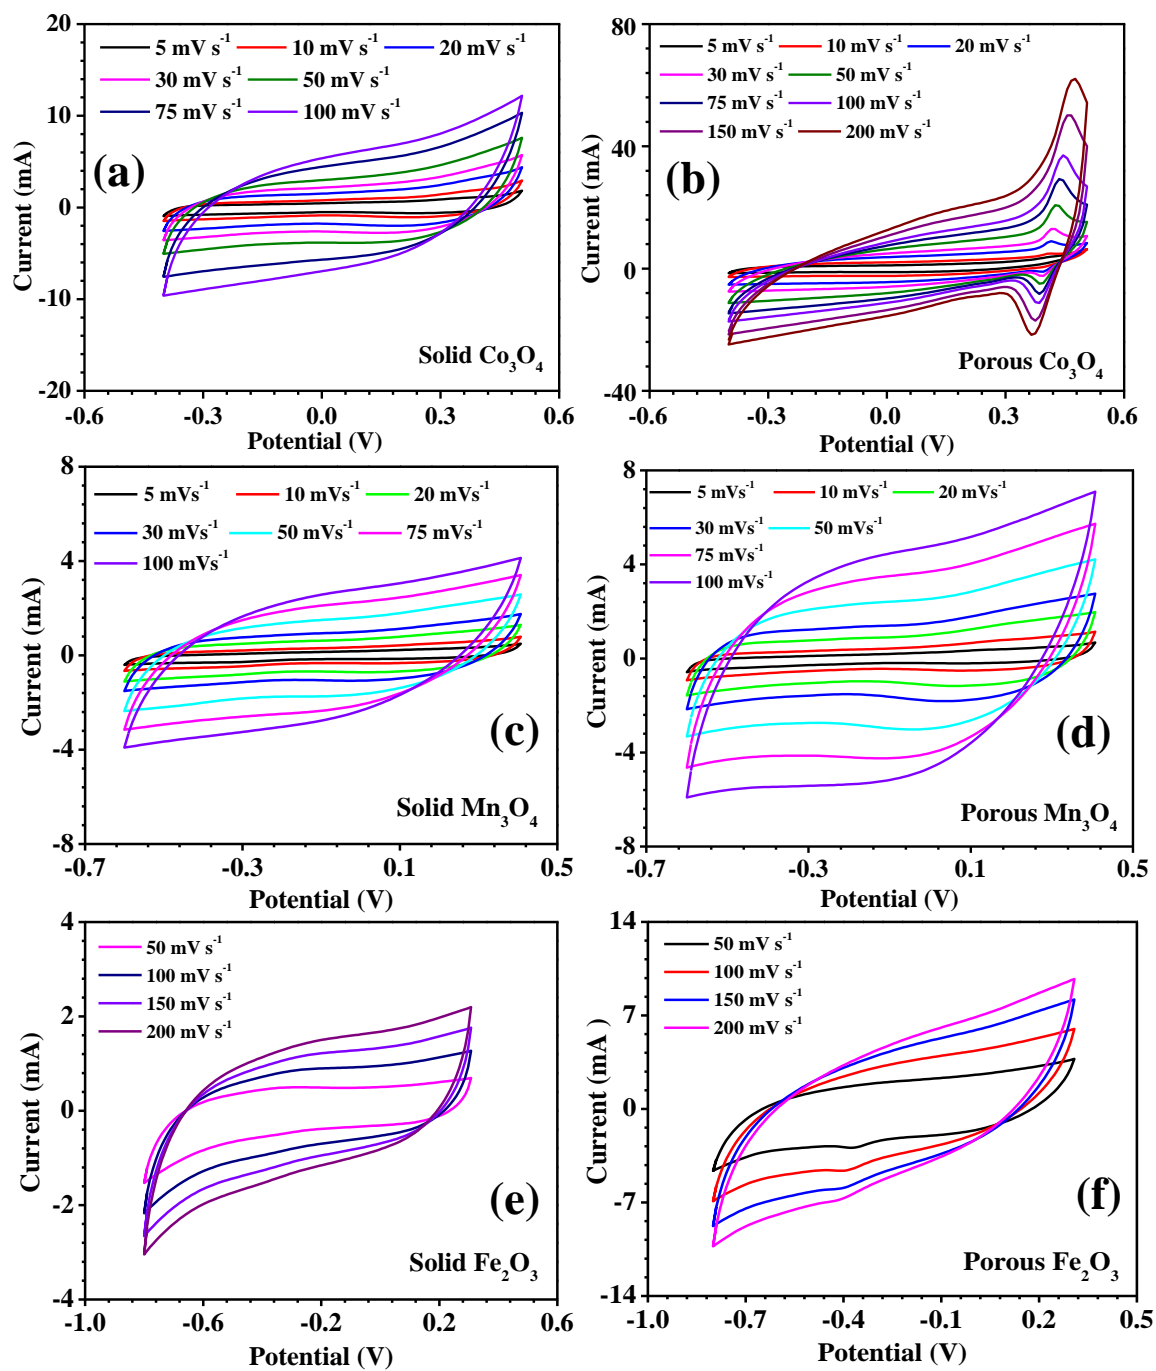 20
10
0
-10
-20
Current (mA)
5 mV s⁻¹ 10 mV s⁻¹ 20 mV s⁻¹
30 mV s⁻¹ 50 mV s⁻¹
75 mV s⁻¹ 100 mV s⁻¹
(a)
Solid Co₃O₄
-0.6 -0.3 0.0 0.3 0.6
Potential (V)
80
40
0
-40
Current (mA)
5 mV s⁻¹ 10 mV s⁻¹ 20 mV s⁻¹
30 mV s⁻¹ 50 mV s⁻¹
75 mV s⁻¹ 100 mV s⁻¹
150 mV s⁻¹ 200 mV s⁻¹
(b)
Porous Co₃O₄
-0.6 -0.3 0.0 0.3 0.6
Potential (V)
8
4
0
-4
-8
Current (mA)
5 mVs⁻¹ 10 mVs⁻¹ 20 mVs⁻¹
30 mVs⁻¹ 50 mVs⁻¹ 75 mVs⁻¹
100 mVs⁻¹
(c)
Solid Mn₃O₄
-0.7 -0.3 0.1 0.5
Potential (V)
8
4
0
-4
-8
Current (mA)
5 mVs⁻¹ 10 mVs⁻¹ 20 mVs⁻¹
30 mVs⁻¹ 50 mVs⁻¹
75 mVs⁻¹
100 mVs⁻¹
(d)
Porous Mn₃O₄
-0.7 -0.3 0.1 0.5
Potential (V)
4
2
0
-2
-4
Current (mA)
50 mV s⁻¹
100 mV s⁻¹
150 mV s⁻¹
200 mV s⁻¹
(e)
Solid Fe₂O₃
-1.0 -0.6 -0.2 0.2 0.6
Potential (V)
14
7
0
-7
-14
Current (mA )
50 mV s⁻¹
100 mV s⁻¹
150 mV s⁻¹
200 mV s⁻¹
(f)
Porous Fe₂O₃
-1.0 -0.7 -0.4 -0.1 0.2 0.5
Potential (V)